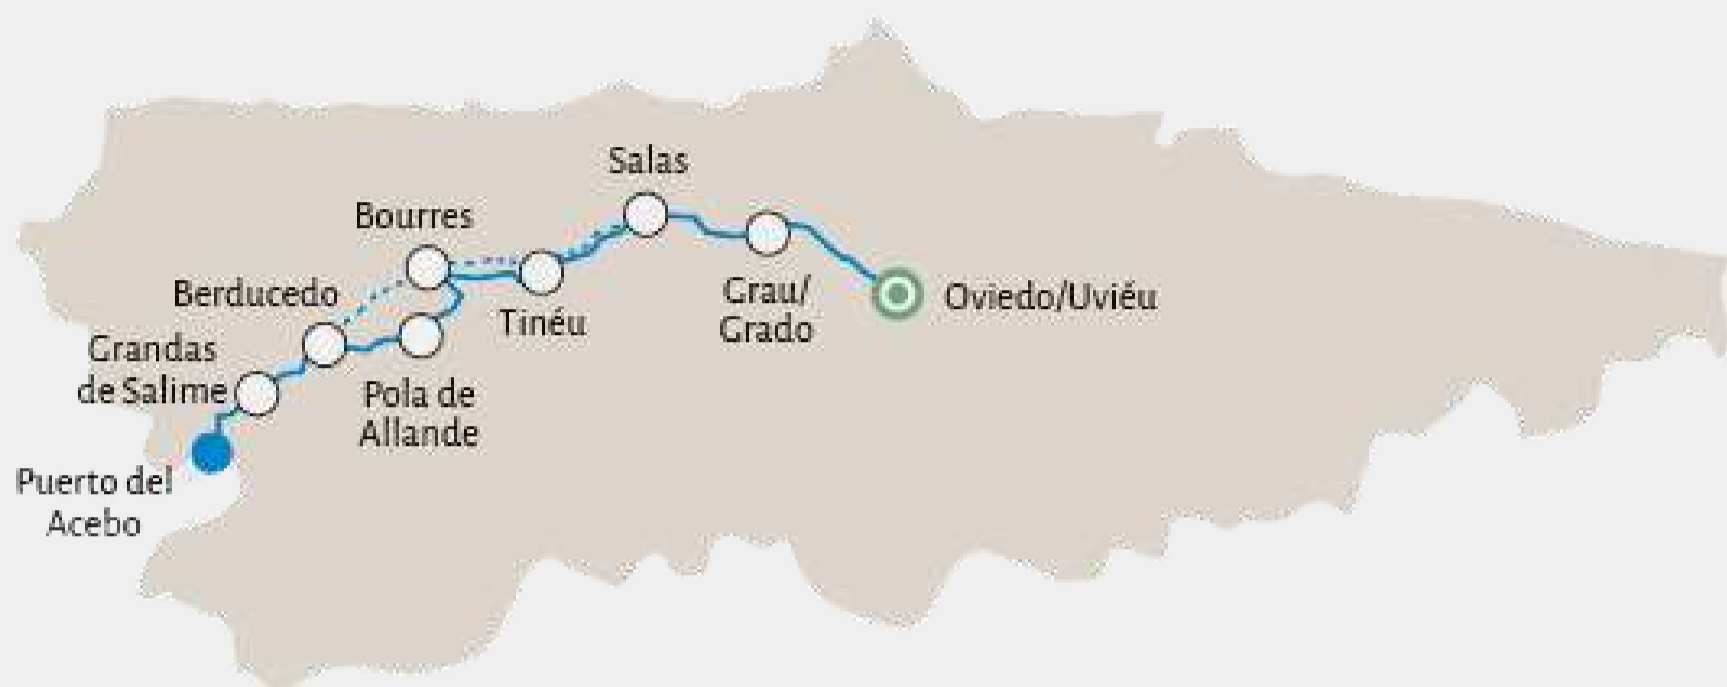 Salas
Bourres
Berducedo
Grau/
Grado
Oviedo/Uviéu
Tinéu
Grandas
de Salime
Pola de
Allande
Puerto del
Acebo